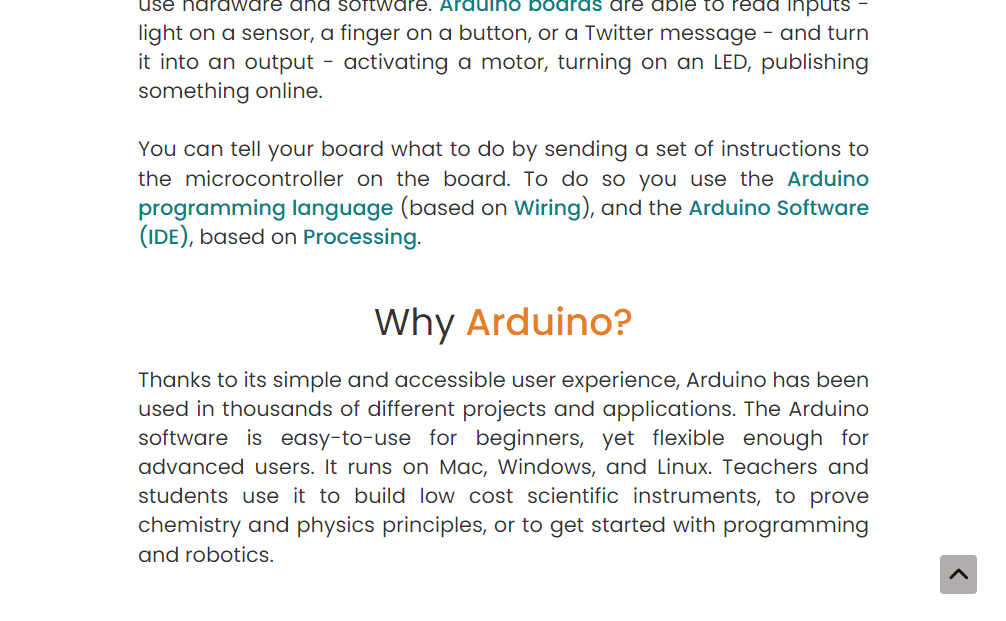 use hardware and software. Arduino boards are able to read inputs -
light on a sensor, a finger on a button, or a Twitter message - and turn
it into an output - activating a motor, turning on an LED, publishing
something online.
You can tell your board what to do by sending a set of instructions to
the microcontroller on the board. To do so you use the Arduino
programming language (based on Wiring), and the Arduino Software
(IDE), based on Processing.
Why Arduino?
Thanks to its simple and accessible user experience, Arduino has been
used in thousands of different projects and applications. The Arduino
software is easy-to-use for beginners, yet flexible enough for
advanced users. It runs on Mac, Windows, and Linux. Teachers and
students use it to build low cost scientific instruments, to prove
chemistry and physics principles, or to get started with programming
and robotics.